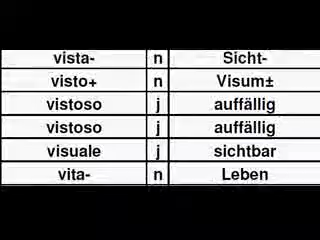 vista- n Sicht-
visto+ n Visum±
vistoso j auffällig
vistoso j auffällig
visuale j sichtbar
vita- n Leben